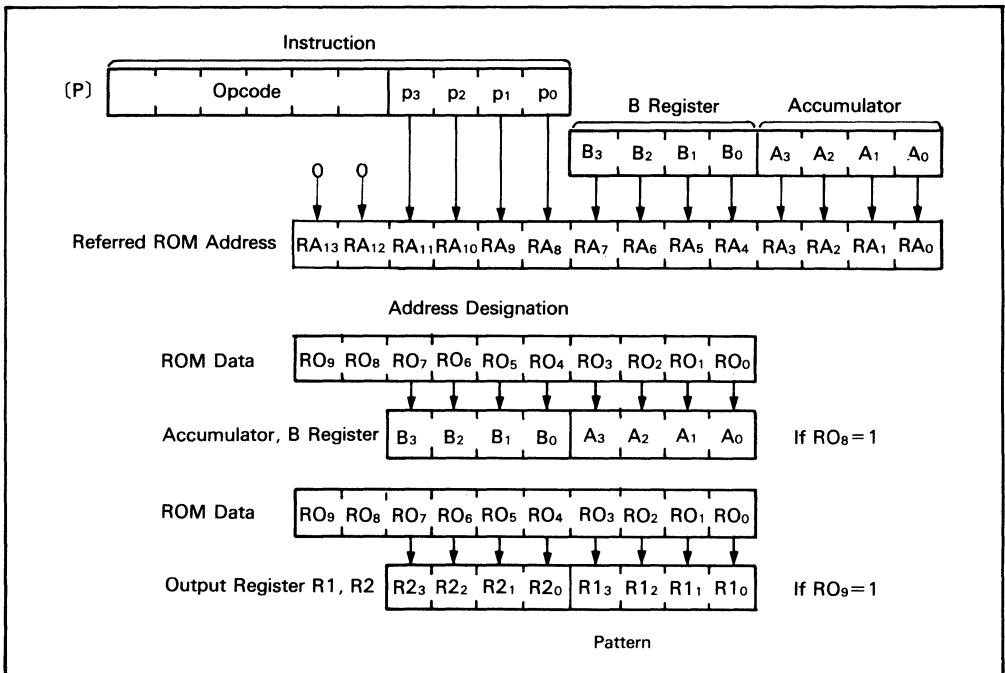 Instruction
[P] Opcode p3 p2 p1 p0
B Register Accumulator
B3 B2 B1 B0 A3 A2 A1 A0
0 0
Referred ROM Address RA13 RA12 RA11 RA10 RA9 RA8 RA7 RA6 RA5 RA4 RA3 RA2 RA1 RA0
Address Designation
ROM Data RO9 RO8 RO7 RO6 RO5 RO4 RO3 RO2 RO1 RO0
Accumulator, B Register B3 B2 B1 B0 A3 A2 A1 A0 If RO8=1
ROM Data RO9 RO8 RO7 RO6 RO5 RO4 RO3 RO2 RO1 RO0
Output Register R1, R2 R23 R22 R21 R20 R13 R12 R11 R10 If RO9=1
Pattern